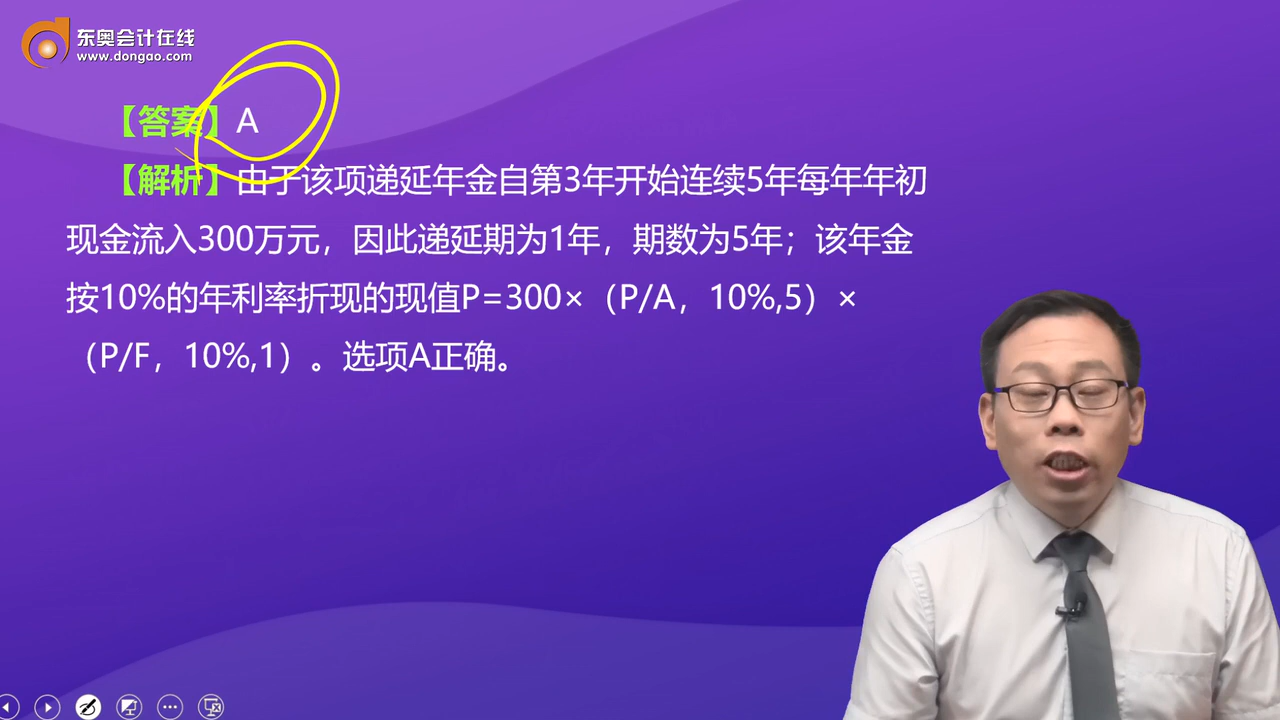 东奥会计在线
www.dongao.com
【答案】A
【解析】由于该项递延年金自第3年开始连续5年每年年初
现金流入300万元，因此递延期为1年，期数为5年；该年金
按10%的年利率折现的现值P=300×（P/A，10%,5）×
（P/F，10%,1）。选项A正确。